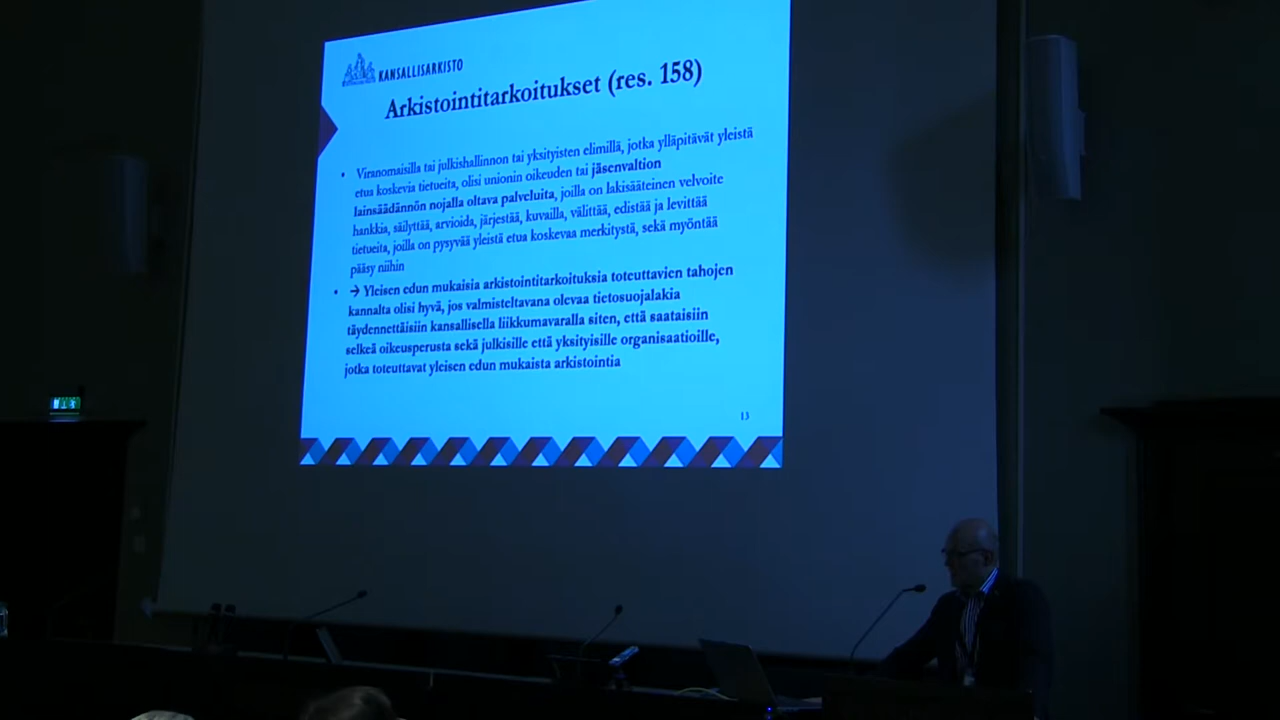 KANSALLISARKISTO
Arkistointitarkoitukset (res. 158)
• Viranomaisilla tai julkishallinnon tai yksityisten elimillä, jotka ylläpitävät yleistä
etua koskevia tietueita, olisi unionin oikeuden tai jäsenvaltion
lainsäädännön nojalla oltava palveluita, joilla on lakisääteinen velvoite
hankkia, säilyttää, arvioida, järjestää, kuvailla, välittää, edistää ja levittää
tietueita, joilla on pysyvää yleistä etua koskevaa merkitystä, sekä myöntää
pääsy niihin
• → Yleisen edun mukaisia arkistointitarkoituksia toteuttavien tahojen
kannalta olisi hyvä, jos valmisteltavana olevaa tietosuojalakia
täydennettäisiin kansallisella liikkumavaralla siten, että saataisiin
selkeä oikeusperusta sekä julkisille että yksityisille organisaatioille,
jotka toteuttavat yleisen edun mukaista arkistointia
13